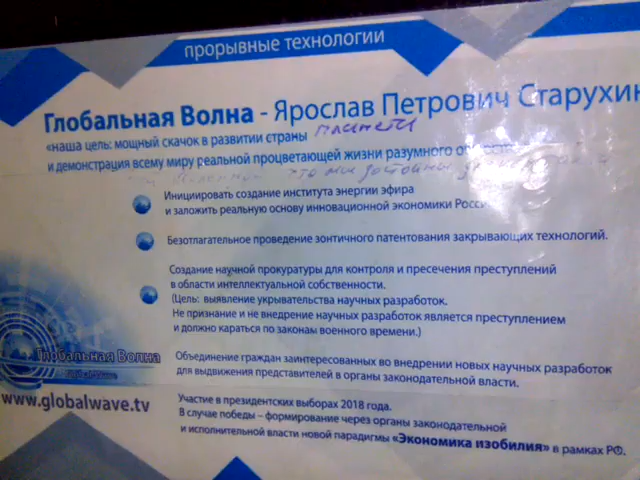 прорывные технологии
Глобальная Волна - Ярослав Петрович Старухин
«наша цель: мощный скачок в развитии страны планеты
и демонстрация всему миру реальной процветающей жизни разумного
что мы достойны
Инициировать создание института энергии эфира
и заложить реальную основу инновационной экономики Росс
Безотлагательное проведение зонтичного патентования закрывающих технологий.
Создание научной прокуратуры для контроля и пресечения преступлений
в области интеллектуальной собственности.
(Цель: выявление укрывательства научных разработок.
Не признание и не внедрение научных разработок является преступлением
и должно караться по законам военного времени.)
Глобальная Волна
Объединение граждан заинтересованных во внедрении новых научных разработок
для выдвижения представителей в органы законодательной власти.
www.globalwave.tv
Участие в президентских выборах 2018 года.
В случае победы – формирование через органы законодательной
и исполнительной власти новой парадигмы «Экономика изобилия» в рамках РФ.